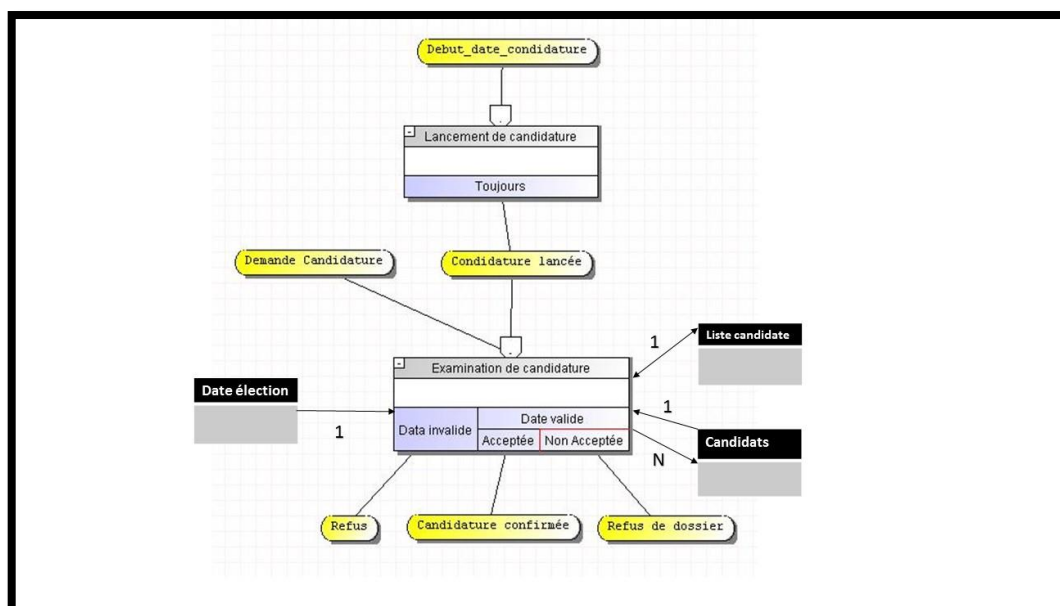 Debut_date_condidature
Lancement de candidature
Toujours
Demande Candidature
Condidature lancée
Liste candidate
1
Examination de candidature
Date élection
1
1
Data invalide
Date valide
Acceptée
Non Acceptée
Candidats
N
Refus
Candidature confirmée
Refus de dossier